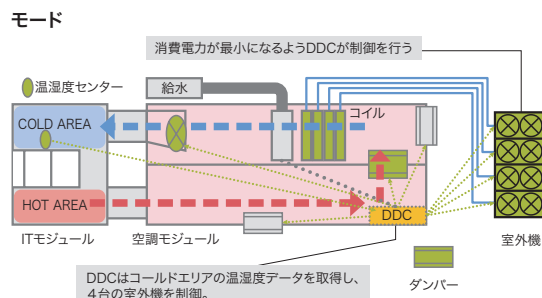 モード
消費電力が最小になるようDDCが制御を行う
温湿度センター
給水
コイル
COLD AREA
HOT AREA
DDC
ITモジュール
空調モジュール
室外機
DDCはコールドエリアの温湿度データを取得し、
4台の室外機を制御。
ダンパー